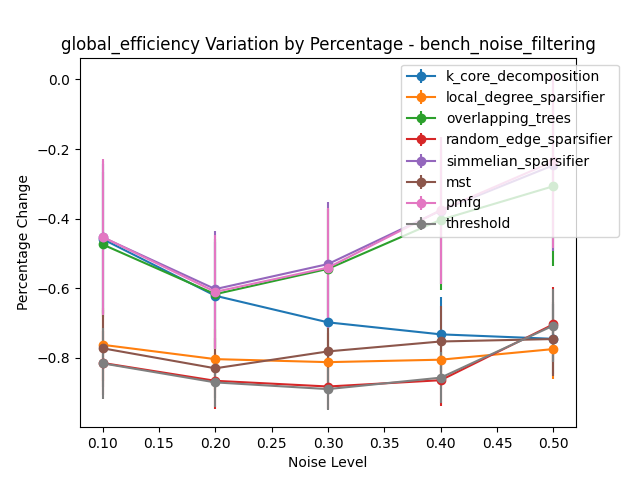 global_efficiency Variation by Percentage - bench_noise_filtering
k_core_decomposition
local_degree_sparsifier
overlapping_trees
random_edge_sparsifier
simmelian_sparsifier
mst
pmfg
threshold
Percentage Change
0.0
−0.2
−0.4
−0.6
−0.8
0.10
0.15
0.20
0.25
0.30
0.35
0.40
0.45
0.50
Noise Level